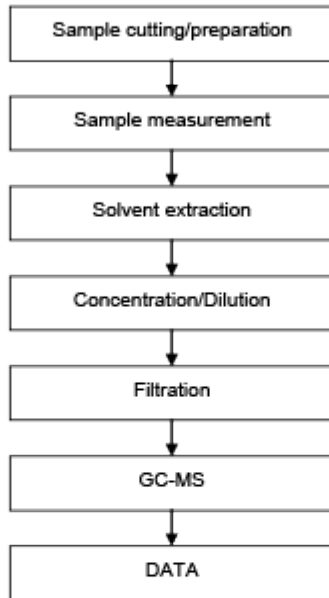 Sample cutting/preparation
Sample measurement
Solvent extraction
Concentration/Dilution
Filtration
GC-MS
DATA